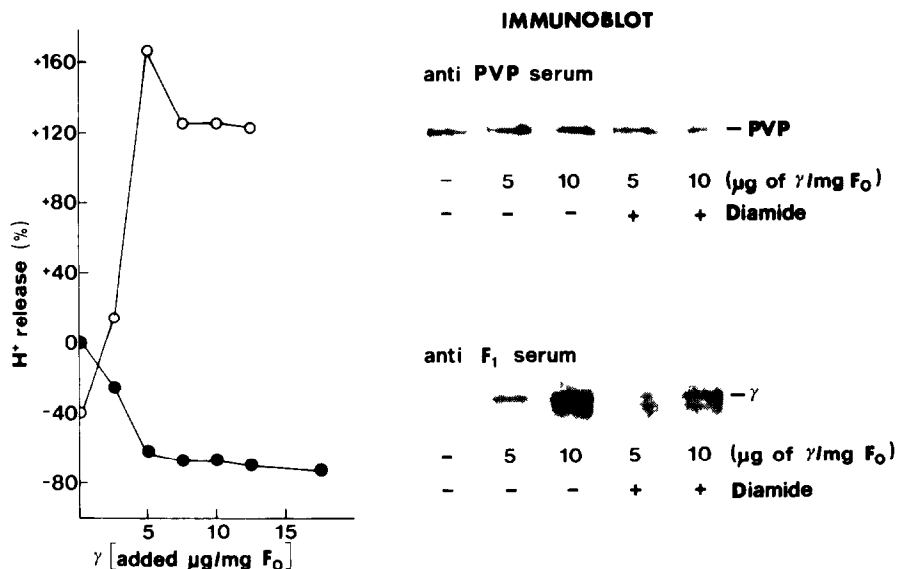 IMMUNOBLOT
anti PVP serum
– PVP
– 5 10 5 10 (µg of γ/mg F₀)
– – – + + Diamide
anti F₁ serum
– γ
– 5 10 5 10 (µg of γ/mg F₀)
– – – + + Diamide
H⁺ release (%)
+160
+120
+80
+40
0
-40
-80
5 10 15
γ [added µg/mg F₀]